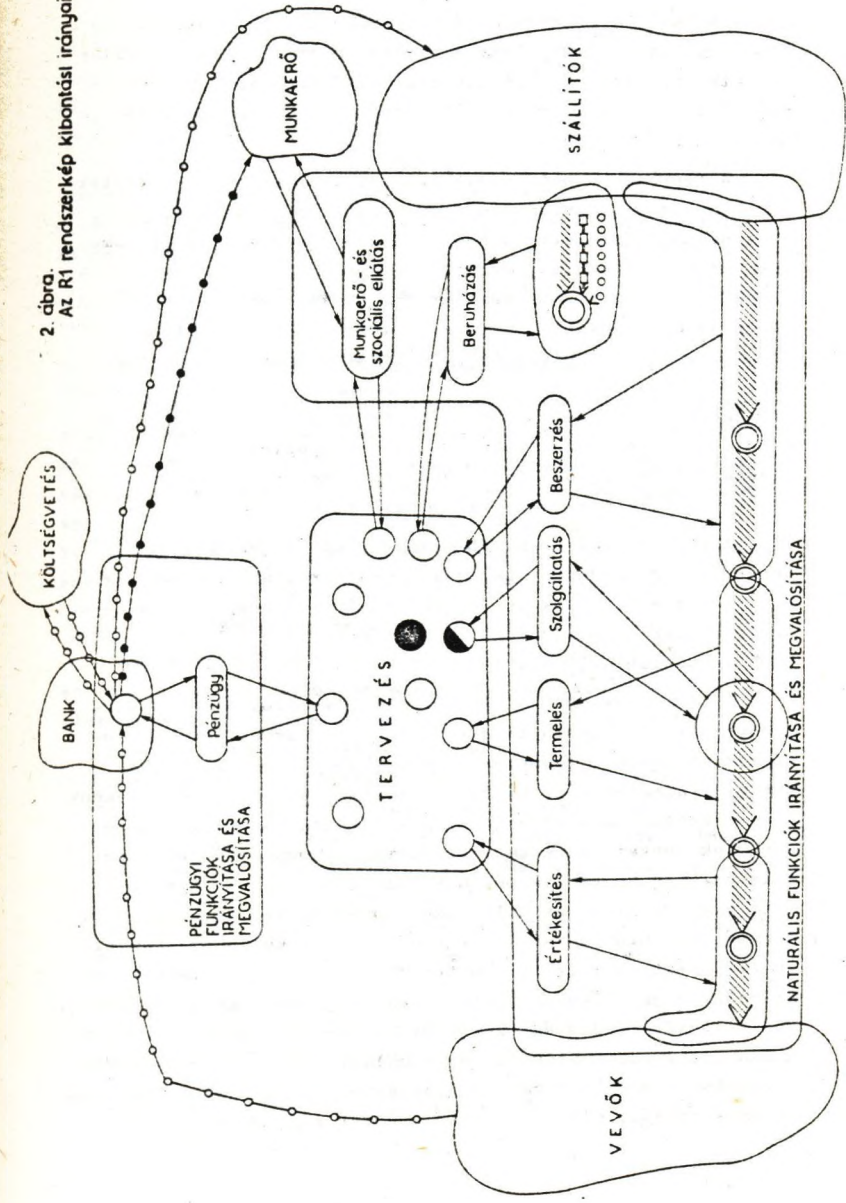 2. ábra.
Az R1 rendszerkép kibontási irányai
KÖLTSÉGVETÉS
BANK
MUNKAERŐ
Pénzügy
PÉNZÜGYI
FUNKCIÓK
IRÁNYÍTÁSA ÉS
MEGVALÓSÍTÁSA
Munkaerő- és
szociális ellátás
SZÁLLÍTÓK
TERVEZÉS
Beruházás
Értékesítés
Termelés
Szolgáltatás
Beszerzés
VEVŐK
NATURÁLIS FUNKCIÓK IRÁNYÍTÁSA ÉS MEGVALÓSÍTÁSA